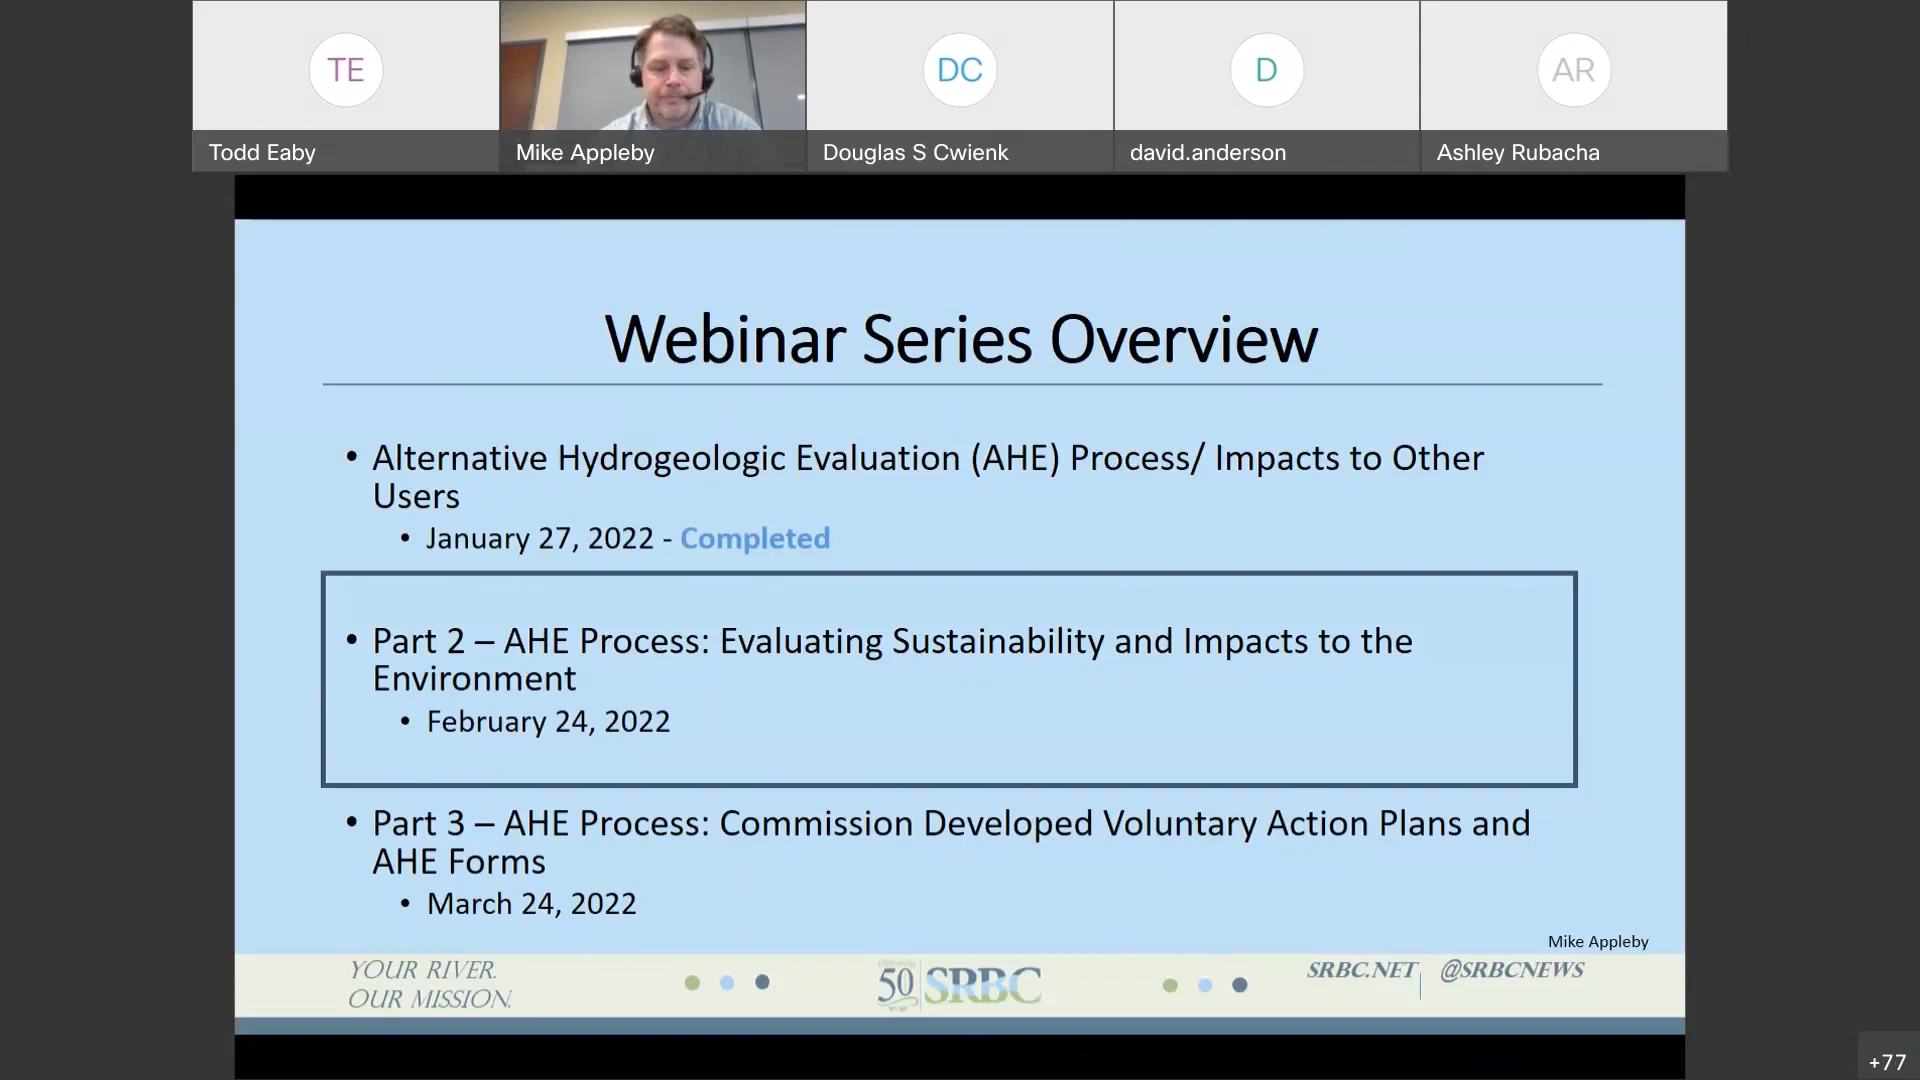 TE
DC
D
AR
Todd Eaby
Mike Appleby
Douglas S Cwienk
david.anderson
Ashley Rubacha
Webinar Series Overview
• Alternative Hydrogeologic Evaluation (AHE) Process/ Impacts to Other
Users
• January 27, 2022 - Completed
• Part 2 – AHE Process: Evaluating Sustainability and Impacts to the
Environment
• February 24, 2022
• Part 3 – AHE Process: Commission Developed Voluntary Action Plans and
AHE Forms
• March 24, 2022
Mike Appleby
YOUR RIVER.
OUR MISSION.
50 SRBC
SRBC.NET
@SRBCNEWS
+77